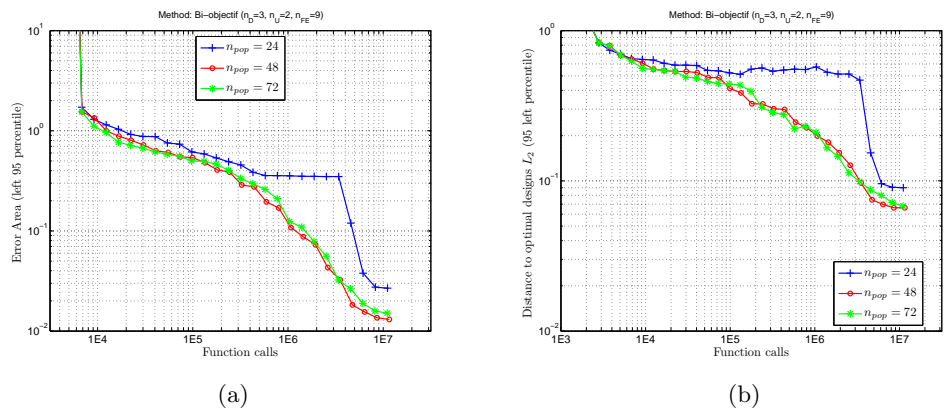 Method: Bi−objectif (n_D=3, n_U=2, n_FE=9)
10^1
10^0
10^−1
10^−2
Error Area (left 95 percentile)
n_pop = 24
n_pop = 48
n_pop = 72
1E4 1E5 1E6 1E7
Function calls
(a)
Method: Bi−objectif (n_D=3, n_U=2, n_FE=9)
10^0
10^−1
10^−2
Distance to optimal designs L_2 (95 left percentile)
n_pop = 24
n_pop = 48
n_pop = 72
1E3 1E4 1E5 1E6 1E7
Function calls
(b)